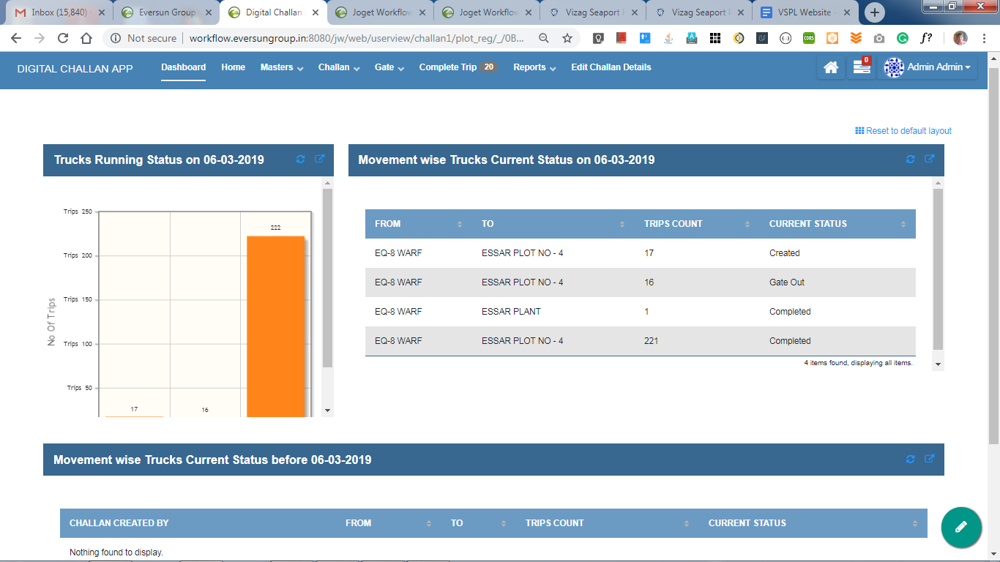 Inbox (15,840)
Eversun Group
Digital Challan
Joget Workflow
Joget Workflow
Vizag Seaport
Vizag Seaport
VSPL Website
Not secure
workflow.eversungroup.in:8080/jw/web/userview/challan1/plot_reg/_/0B...
CORS
f?
DIGITAL CHALLAN APP
Dashboard
Home
Masters
Challan
Gate
Complete Trip 20
Reports
Edit Challan Details
0
Admin Admin
Reset to default layout
Trucks Running Status on 06-03-2019
No Of Trips
Trips 250
Trips 200
Trips 150
Trips 100
Trips 50
17
16
222
Movement wise Trucks Current Status on 06-03-2019
FROM TO TRIPS COUNT CURRENT STATUS
EQ-8 WARF ESSAR PLOT NO - 4 17 Created
EQ-8 WARF ESSAR PLOT NO - 4 16 Gate Out
EQ-8 WARF ESSAR PLANT 1 Completed
EQ-8 WARF ESSAR PLOT NO - 4 221 Completed
4 items found, displaying all items.
Movement wise Trucks Current Status before 06-03-2019
CHALLAN CREATED BY FROM TO TRIPS COUNT CURRENT STATUS
Nothing found to display.